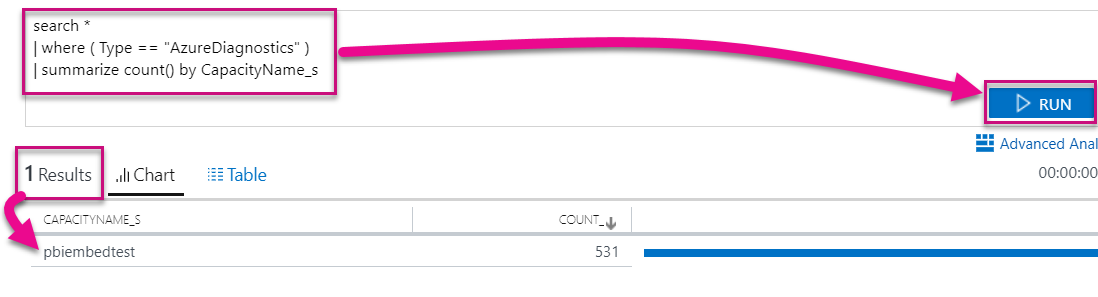 search *
| where ( Type == "AzureDiagnostics" )
| summarize count() by CapacityName_s
RUN
Advanced Anal
1 Results
Chart
Table
00:00:00
CAPACITYNAME_S
COUNT_
pbiembedtest
531